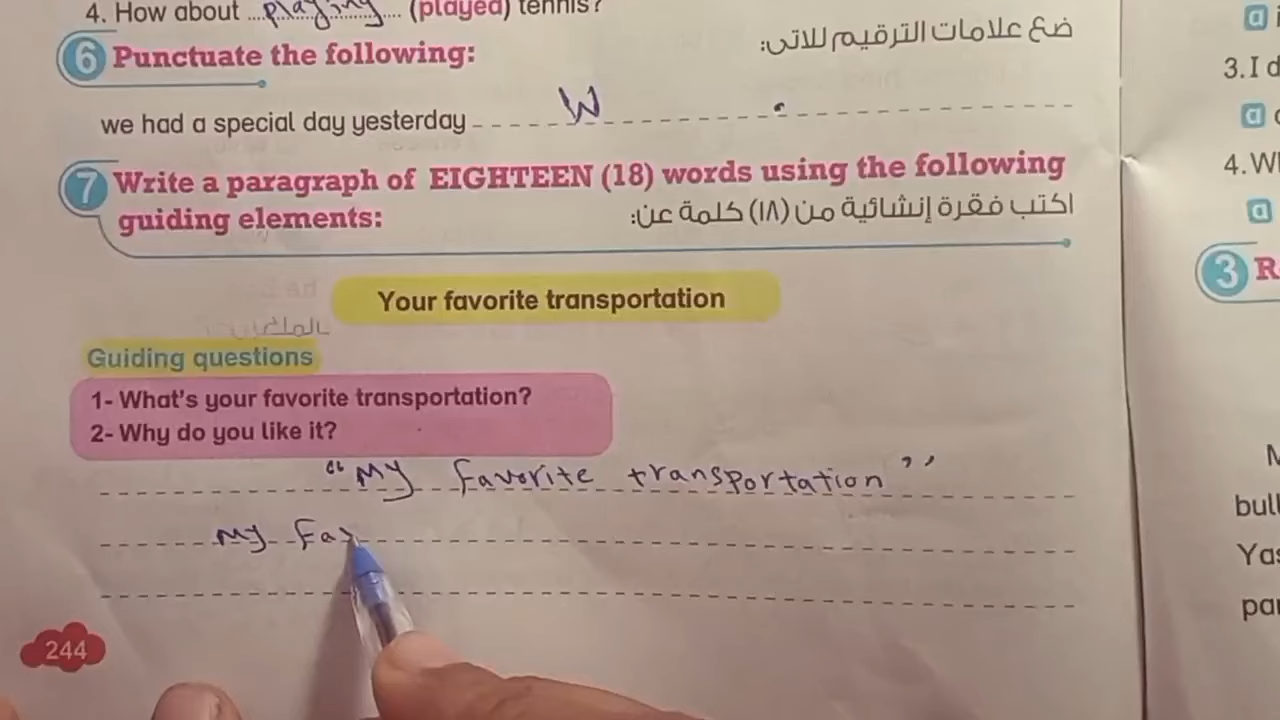 4. How about playing (played) tennis?
6 Punctuate the following:
ضع علامات الترقيم للاتى:
we had a special day yesterday W .
7 Write a paragraph of EIGHTEEN (18) words using the following
guiding elements:
اكتب فقرة إنشائية من (١٨) كلمة عن:
Your favorite transportation
Guiding questions
1- What's your favorite transportation?
2- Why do you like it?
"My favorite transportation"
My fav
244
a
3. I d
a
4. W
a
3 R
bull
Yas
par